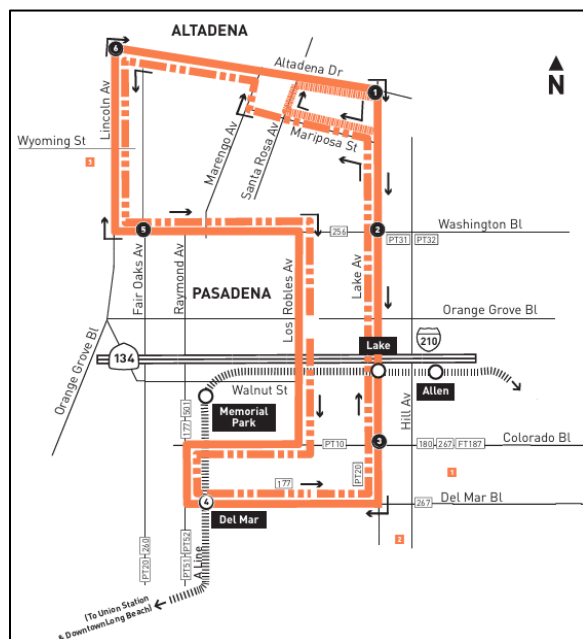 ALTADENA
6
Altadena Dr
N
1
Lincoln Av
Mariposa St
Wyoming St
3
Marengo Av
Santa Rosa Av
5
256
2
Washington Bl
PT31
PT32
Fair Oaks Av
Raymond Av
PASADENA
Los Robles Av
Lake Av
Orange Grove Bl
Lake
210
134
Orange Grove Bl
Walnut St
Allen
Memorial
Park
Hill Av
177
501
PT10
3
180
267
FT187
Colorado Bl
PT20
1
177
4
Del Mar
267
Del Mar Bl
2
PT20
260
PT51
PT52
A Line
(To Union Station
& Downtown Long Beach)